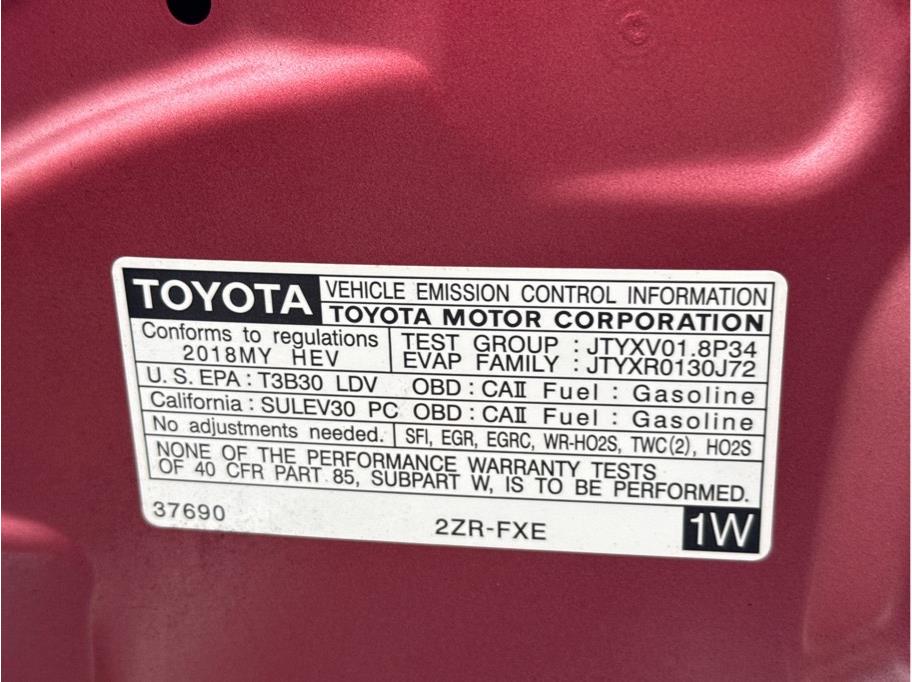 TOYOTA VEHICLE EMISSION CONTROL INFORMATION
TOYOTA MOTOR CORPORATION
Conforms to regulations
2018MY HEV
TEST GROUP : JTYXV01.8P34
EVAP FAMILY : JTYXR0130J72
U. S. EPA : T3B30 LDV OBD : CAⅡ Fuel : Gasoline
California : SULEV30 PC OBD : CAⅡ Fuel : Gasoline
No adjustments needed. SFI, EGR, EGRC, WR-HO2S, TWC(2), HO2S
NONE OF THE PERFORMANCE WARRANTY TESTS
OF 40 CFR PART 85, SUBPART W, IS TO BE PERFORMED.
37690 2ZR-FXE 1W